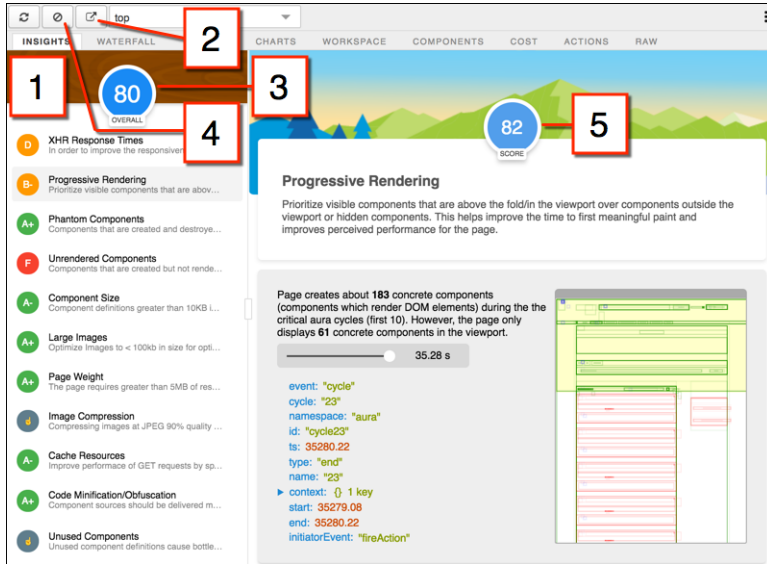 top
2
INSIGHTS WATERFALL CHARTS WORKSPACE COMPONENTS COST ACTIONS RAW
1
80
OVERALL
3
4
82
SCORE
5
D
XHR Response Times
In order to improve the responsiven
B-
Progressive Rendering
Prioritize visible components that are abov...
A+
Phantom Components
Components that are created and destroye...
F
Unrendered Components
Components that are created but not rende...
A-
Component Size
Component definitions greater than 10KB i...
A+
Large Images
Optimize Images to < 100kb in size for opti...
A+
Page Weight
The page requires greater than 5MB of res...
Image Compression
Compressing images at JPEG 90% quality ...
A-
Cache Resources
Improve performace of GET requests by sp...
A+
Code Minification/Obfuscation
Component sources should be delivered m...
Unused Components
Unused component definitions cause bottle...
Progressive Rendering
Prioritize visible components that are above the fold/in the viewport over components outside the
viewport or hidden components. This helps improve the time to first meaningful paint and
improves perceived performance for the page.
Page creates about 183 concrete components
(components which render DOM elements) during the the
critical aura cycles (first 10). However, the page only
displays 61 concrete components in the viewport.
35.28 s
event: "cycle"
cycle: "23"
namespace: "aura"
id: "cycle23"
ts: 35280.22
type: "end"
name: "23"
context: {} 1 key
start: 35279.08
end: 35280.22
initiatorEvent: "fireAction"